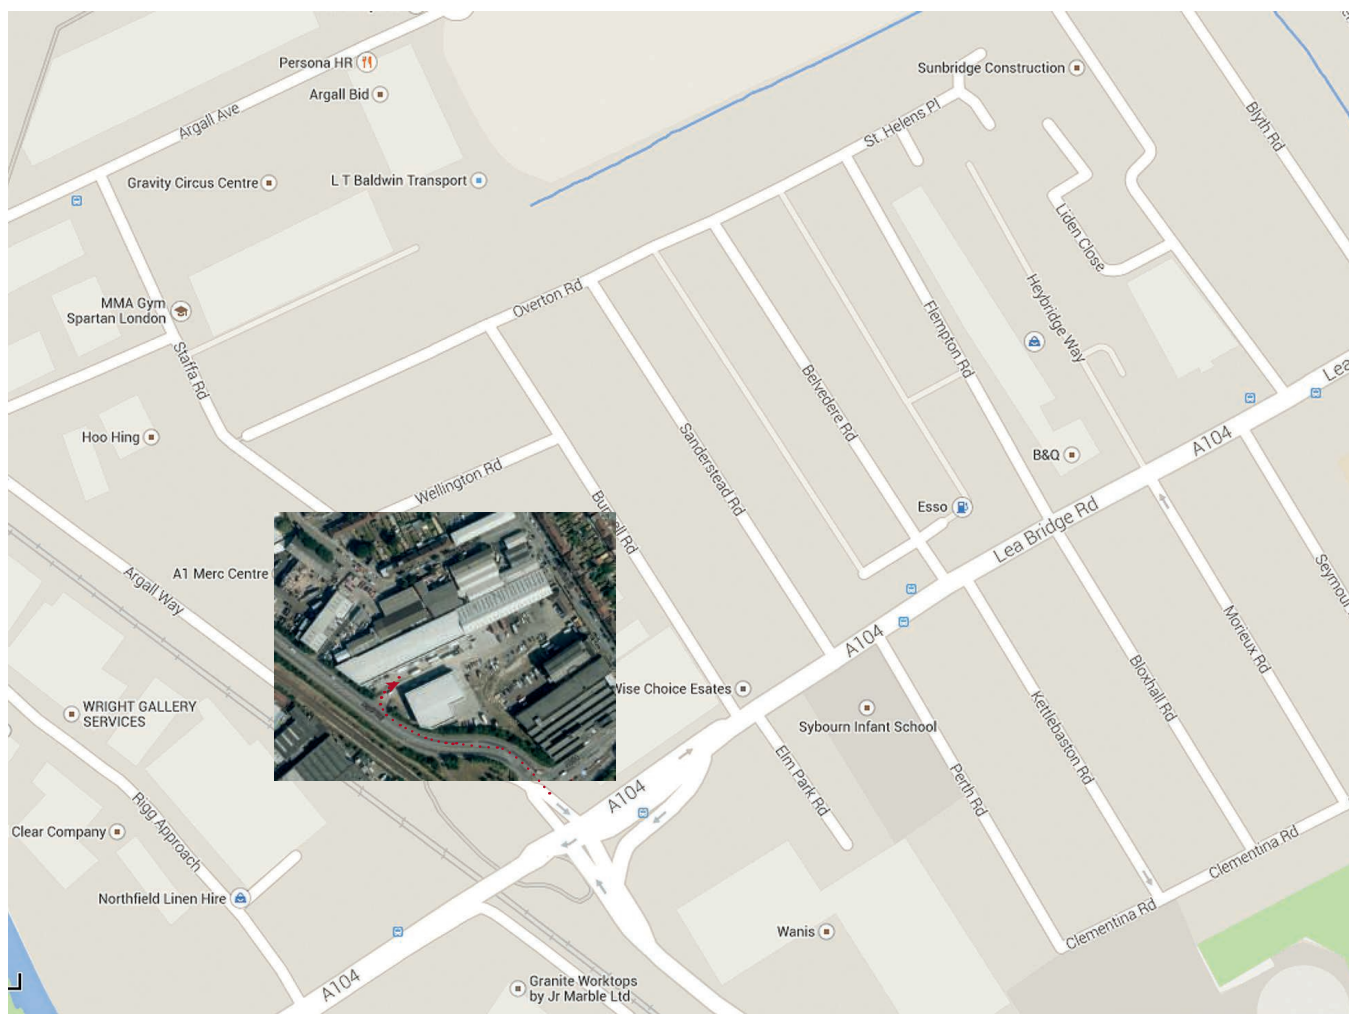 Persona HR
Sunbridge Construction
Argall Bid
Argall Ave
St. Helens Pl
Blyth Rd
Gravity Circus Centre
L T Baldwin Transport
Liden Close
MMA Gym
Spartan London
Overton Rd
Heybridge Way
Flempton Rd
Staffa Rd
Lea
Belvedere Rd
Hoo Hing
Sanderstead Rd
A104
B&Q
Wellington Rd
Esso
Lea Bridge Rd
Rd
A1 Merc Centre
Argall Way
Seymour
Morieux Rd
A104
Wise Choice Esates
Bloxhall Rd
WRIGHT GALLERY
SERVICES
Sybourn Infant School
Kettlebaston Rd
Elm Park Rd
Perth Rd
A104
Clear Company
Rigg Approach
Clementina Rd
Northfield Linen Hire
Clementina Rd
Wanis
A104
Granite Worktops
by Jr Marble Ltd